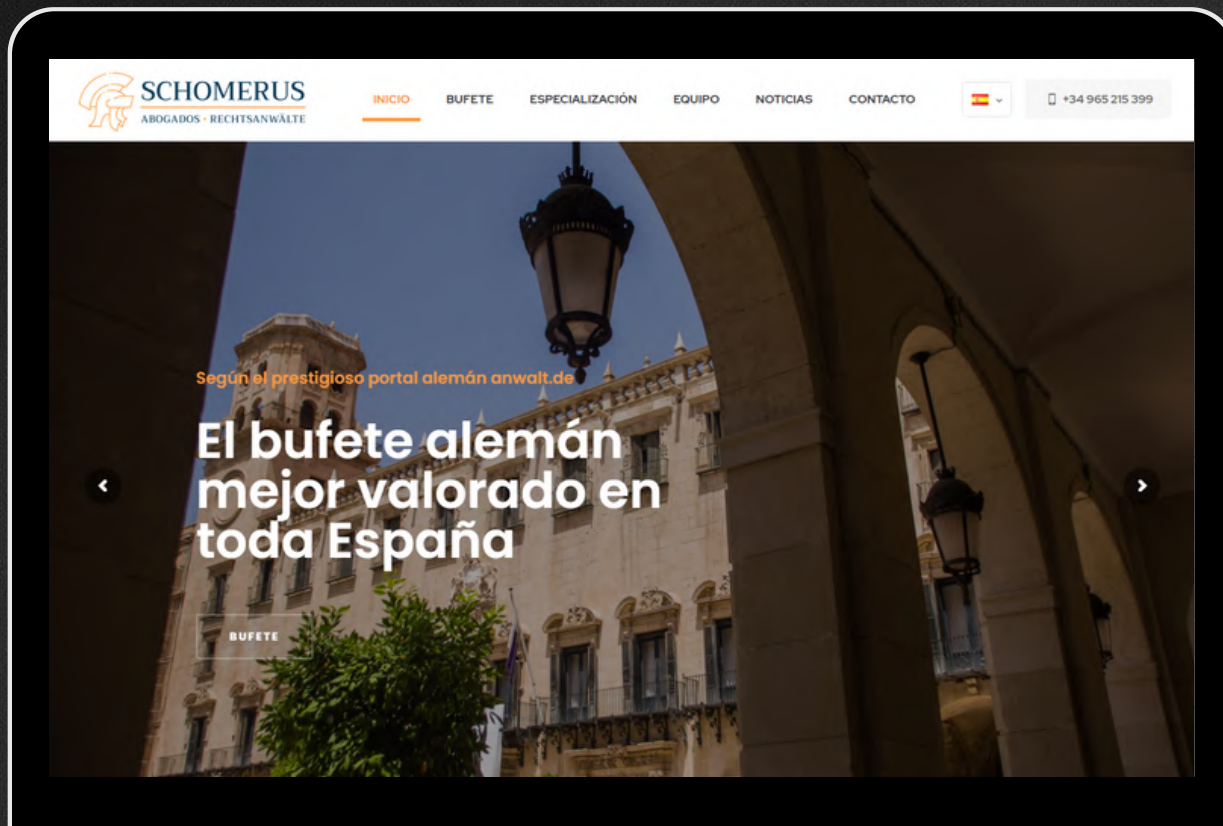 SCHOMERUS
ABOGADOS · RECHTSANWÄLTE
INICIO BUFETE ESPECIALIZACIÓN EQUIPO NOTICIAS CONTACTO +34 965 215 399
Según el prestigioso portal alemán anwalt.de
El bufete alemán
mejor valorado en
toda España
BUFETE